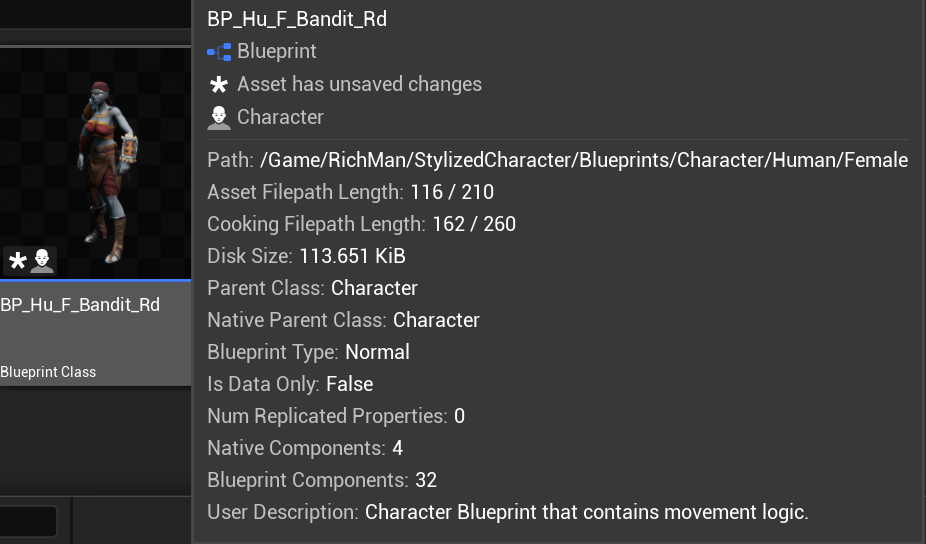 BP_Hu_F_Bandit_Rd
Blueprint
Asset has unsaved changes
Character
Path: /Game/RichMan/StylizedCharacter/Blueprints/Character/Human/Female
Asset Filepath Length: 116 / 210
Cooking Filepath Length: 162 / 260
Disk Size: 113.651 KiB
Parent Class: Character
Native Parent Class: Character
Blueprint Type: Normal
Is Data Only: False
Num Replicated Properties: 0
Native Components: 4
Blueprint Components: 32
User Description: Character Blueprint that contains movement logic.
BP_Hu_F_Bandit_Rd
Blueprint Class